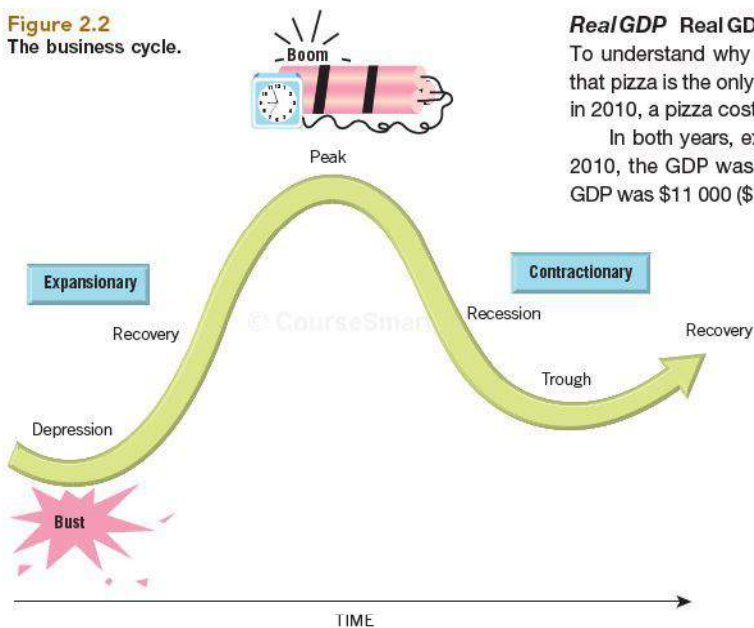 Figure 2.2
The business cycle.
Boom
Peak
Expansionary
Contractionary
Recovery
Recession
Recovery
Trough
Depression
Bust
TIME
Real GDP Real GD
To understand why
that pizza is the only
in 2010, a pizza cost
In both years, ex
2010, the GDP was
GDP was $11 000 ($
© CourseSmar